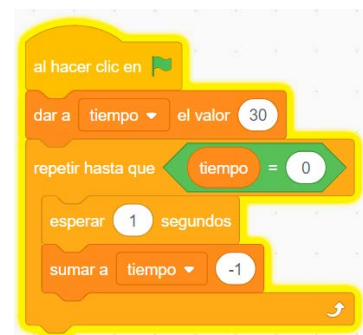 al hacer clic en
dar a tiempo el valor 30
repetir hasta que tiempo = 0
esperar 1 segundos
sumar a tiempo -1